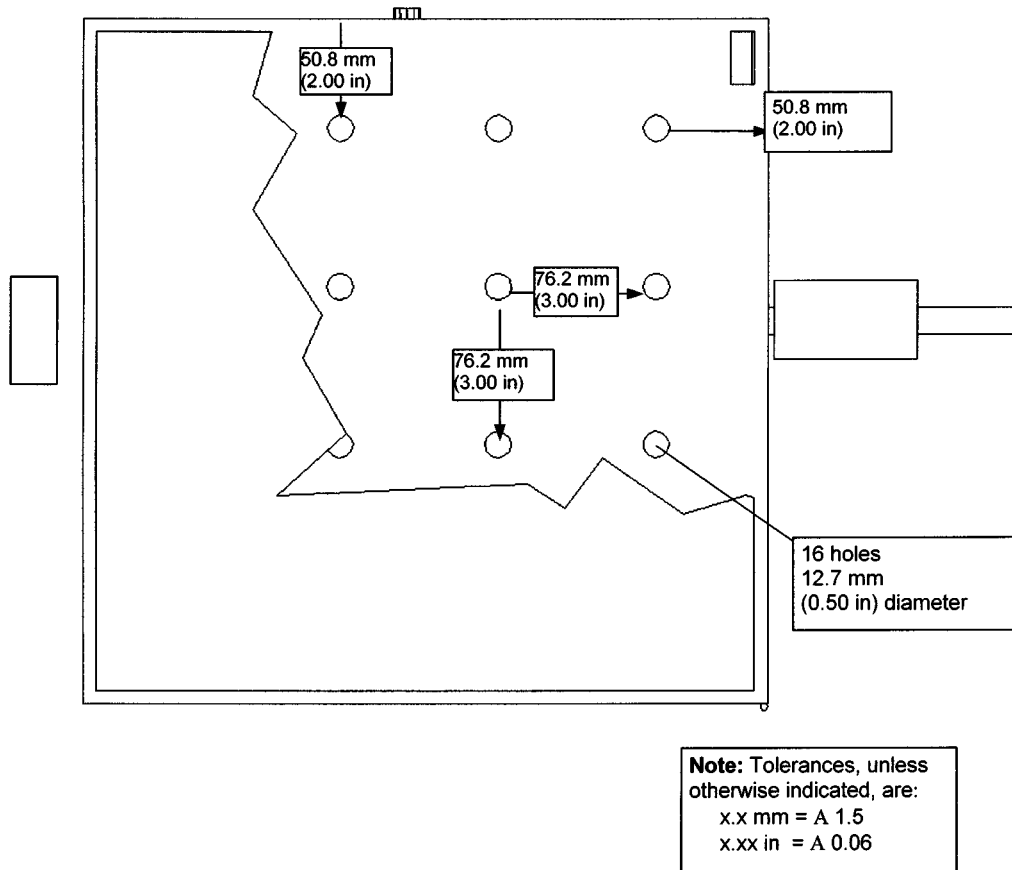 50.8 mm
(2.00 in)
50.8 mm
(2.00 in)
76.2 mm
(3.00 in)
76.2 mm
(3.00 in)
16 holes
12.7 mm
(0.50 in) diameter
Note: Tolerances, unless
otherwise indicated, are:
x.x mm = A 1.5
x.xx in = A 0.06